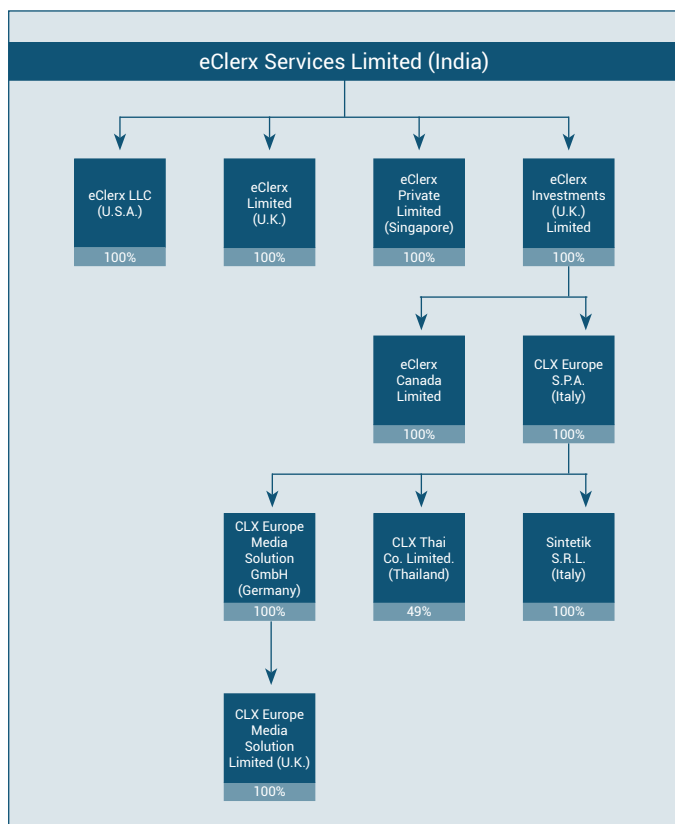 eClerx Services Limited (India)
eClerx LLC
(U.S.A.)
100%
eClerx
Limited
(U.K.)
100%
eClerx
Private
Limited
(Singapore)
100%
eClerx
Investments
(U.K.)
Limited
100%
eClerx
Canada
Limited
100%
CLX Europe
S.P.A.
(Italy)
100%
CLX Europe
Media
Solution
GmbH
(Germany)
100%
CLX Thai
Co. Limited.
(Thailand)
49%
Sintetik
S.R.L.
(Italy)
100%
CLX Europe
Media
Solution
Limited (U.K.)
100%